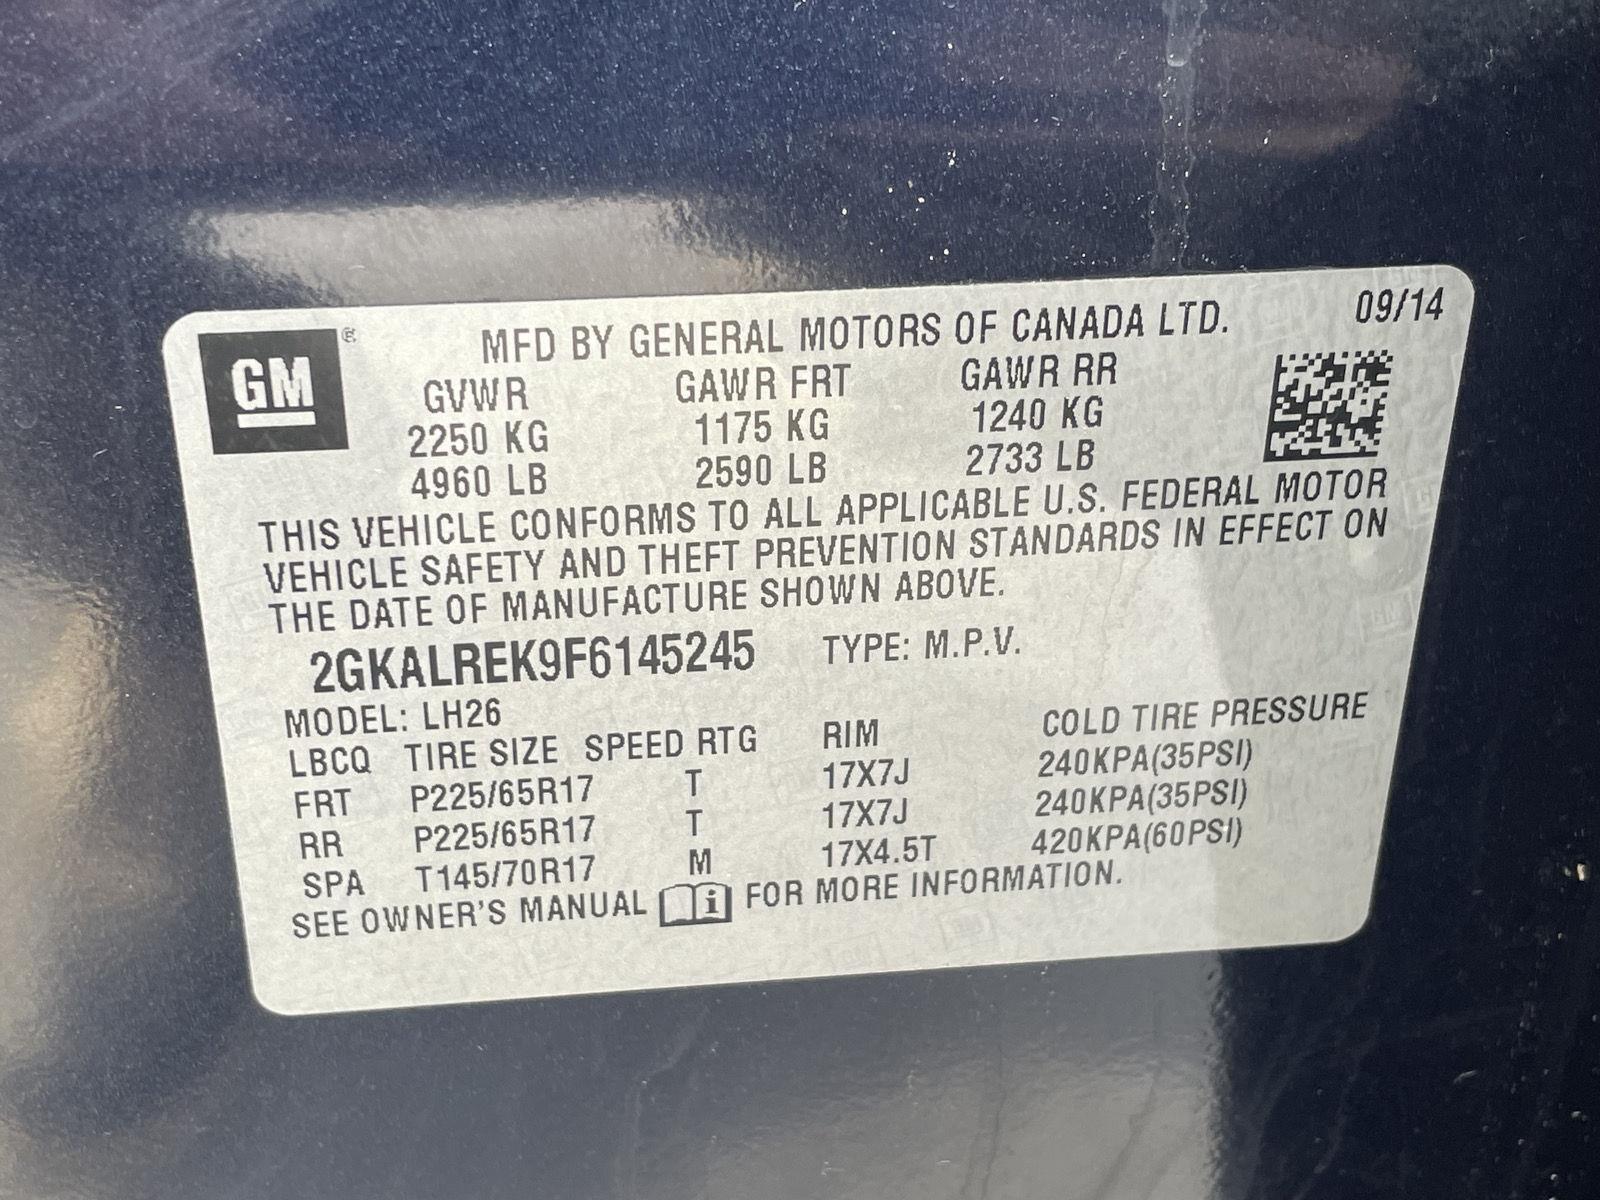 GM ®
MFD BY GENERAL MOTORS OF CANADA LTD. 09/14
GVWR GAWR FRT GAWR RR
2250 KG 1175 KG 1240 KG
4960 LB 2590 LB 2733 LB
THIS VEHICLE CONFORMS TO ALL APPLICABLE U.S. FEDERAL MOTOR
VEHICLE SAFETY AND THEFT PREVENTION STANDARDS IN EFFECT ON
THE DATE OF MANUFACTURE SHOWN ABOVE.
2GKALREK9F6145245 TYPE: M.P.V.
MODEL: LH26
LBCQ TIRE SIZE SPEED RTG RIM COLD TIRE PRESSURE
FRT P225/65R17 T 17X7J 240KPA(35PSI)
RR P225/65R17 T 17X7J 240KPA(35PSI)
SPA T145/70R17 M 17X4.5T 420KPA(60PSI)
SEE OWNER'S MANUAL i FOR MORE INFORMATION.